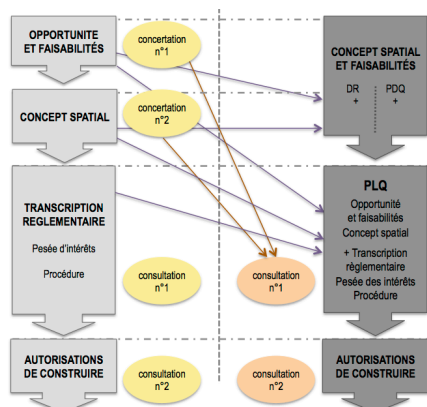 OPPORTUNITE
ET FAISABILITÉS
concertation
n°1
CONCEPT SPATIAL
ET FAISABILITÉS
DR
+
PDQ
+
CONCEPT SPATIAL
concertation
n°2
TRANSCRIPTION
REGLEMENTAIRE
Pesée d'intérêts
Procédure
PLQ
Opportunité
et faisabilités
Concept spatial
+ Transcription
règlementaire
Pesée des intérêts
Procédure
consultation
n°1
consultation
n°1
AUTORISATIONS
DE CONSTRUIRE
consultation
n°2
consultation
n°2
AUTORISATIONS
DE CONSTRUIRE